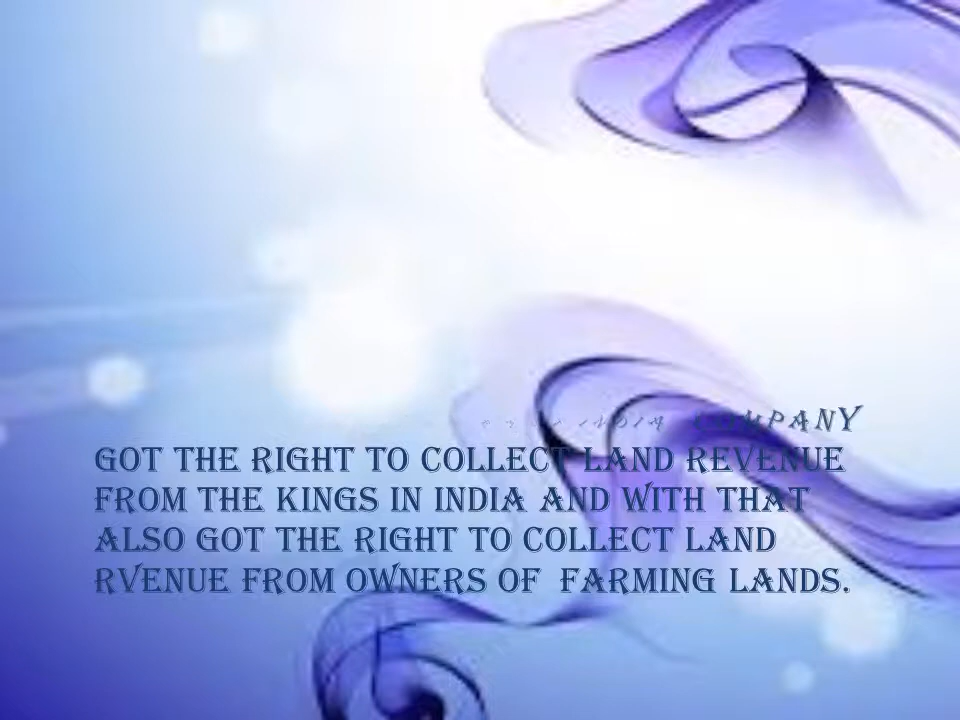 INDIA COMPANY
GOT THE RIGHT TO COLLECT LAND REVENUE
FROM THE KINGS IN INDIA AND WITH THAT
ALSO GOT THE RIGHT TO COLLECT LAND
RVENUE FROM OWNERS OF FARMING LANDS.